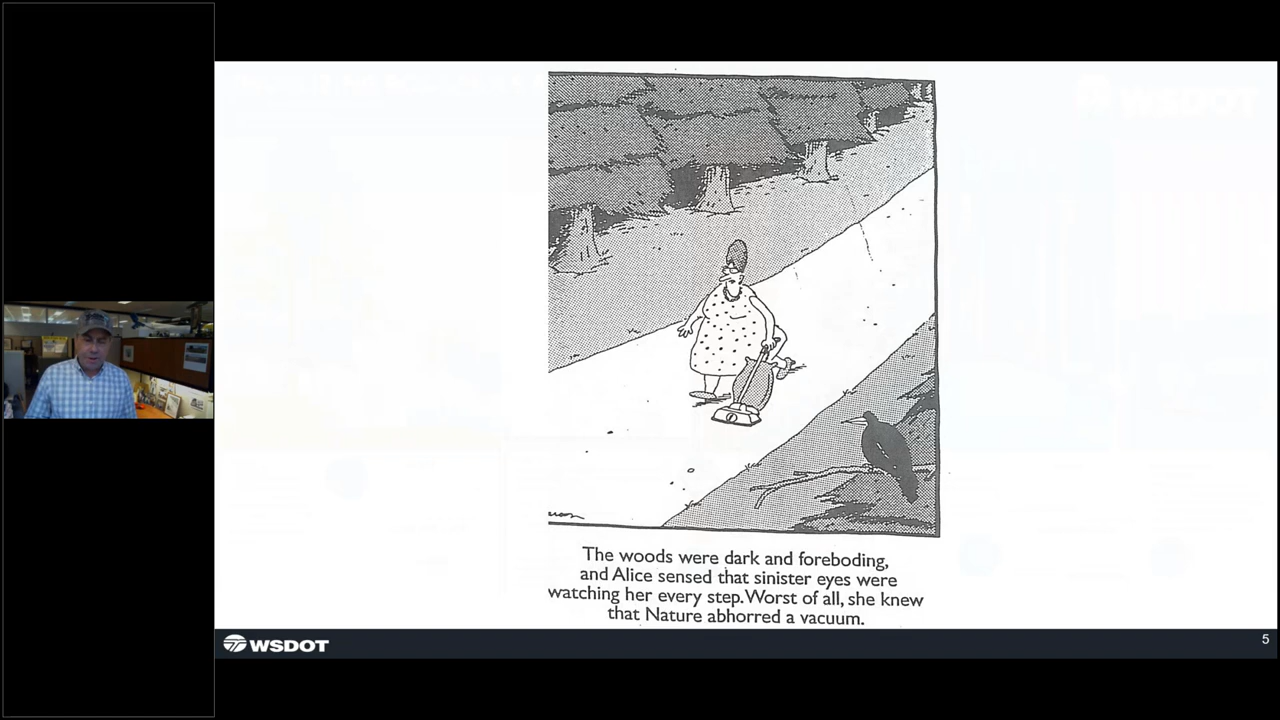 The woods were dark and foreboding,
and Alice sensed that sinister eyes were
watching her every step. Worst of all, she knew
that Nature abhorred a vacuum.
WSDOT
5